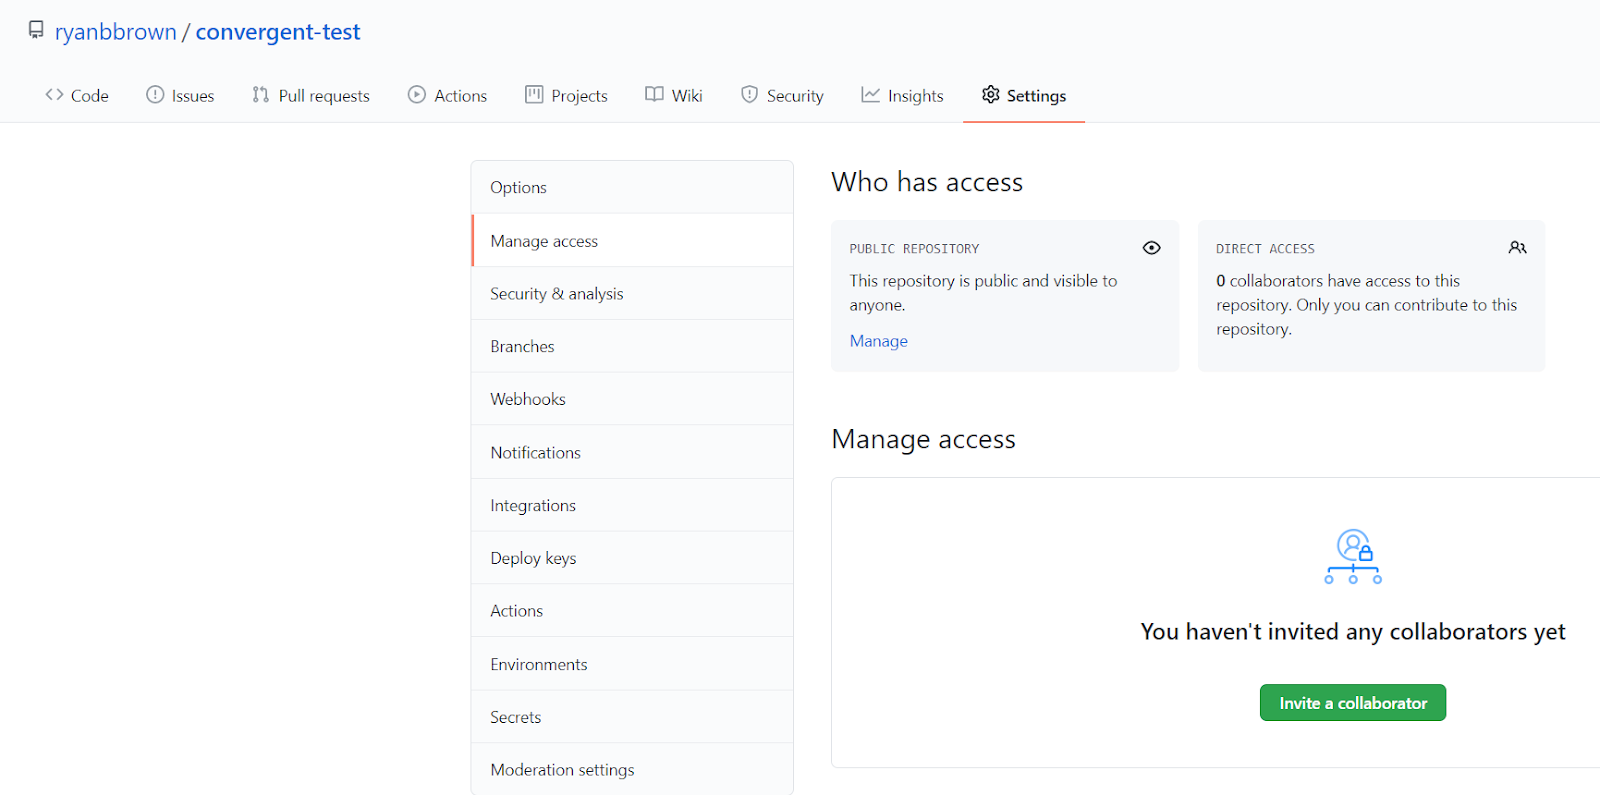 ryanbbrown / convergent-test
Code Issues Pull requests Actions Projects Wiki Security Insights Settings
Options
Manage access
Security & analysis
Branches
Webhooks
Notifications
Integrations
Deploy keys
Actions
Environments
Secrets
Moderation settings
Who has access
PUBLIC REPOSITORY
This repository is public and visible to
anyone.
Manage
DIRECT ACCESS
0 collaborators have access to this
repository. Only you can contribute to this
repository.
Manage access
You haven't invited any collaborators yet
Invite a collaborator